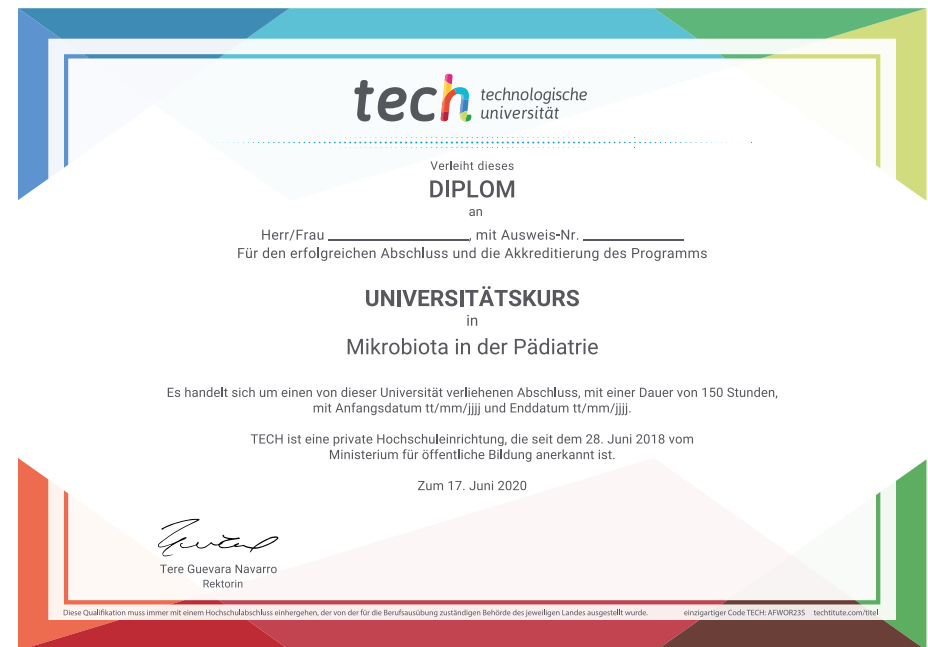 tech technologische
universität
Verleiht dieses
DIPLOM
an
Herr/Frau ____________________, mit Ausweis-Nr. ______________
Für den erfolgreichen Abschluss und die Akkreditierung des Programms
UNIVERSITÄTSKURS
in
Mikrobiota in der Pädiatrie
Es handelt sich um einen von dieser Universität verliehenen Abschluss, mit einer Dauer von 150 Stunden,
mit Anfangsdatum tt/mm/jjjj und Enddatum tt/mm/jjjj.
TECH ist eine private Hochschuleinrichtung, die seit dem 28. Juni 2018 vom
Ministerium für öffentliche Bildung anerkannt ist.
Zum 17. Juni 2020
Tere Guevara Navarro
Rektorin
Diese Qualifikation muss immer mit einem Hochschulabschluss einhergehen, der von der für die Berufsausübung zuständigen Behörde des jeweiligen Landes ausgestellt wurde. einzigartiger Code TECH: AFWOR23S techtitute.com/titel